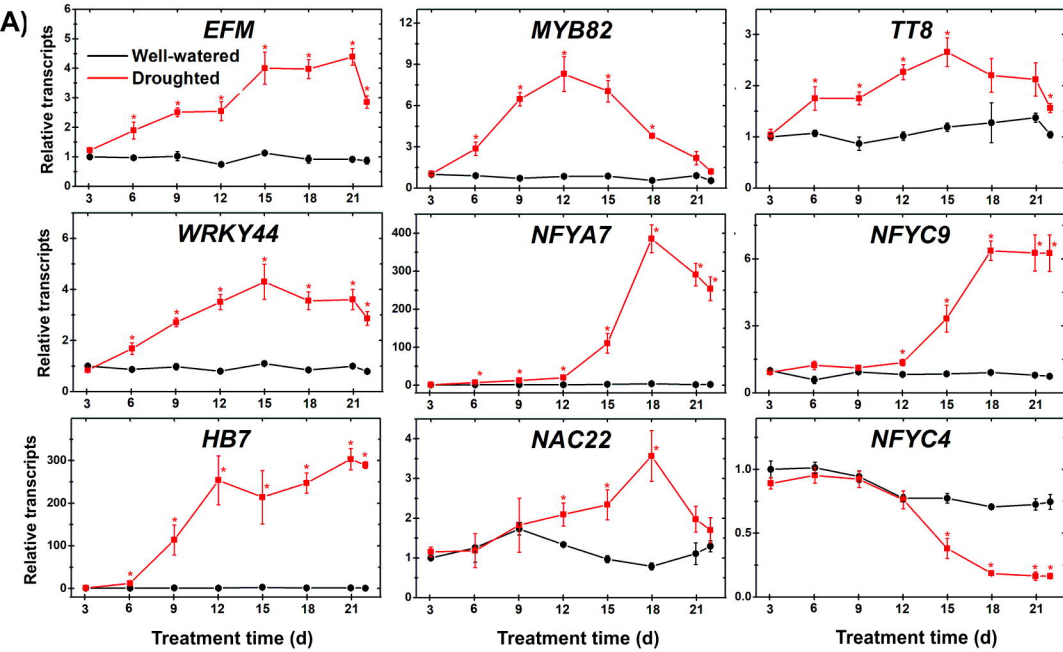 A)
EFM
MYB82
TT8
Well-watered
Droughted
Relative transcripts
6
5
4
3
2
1
0
3 6 9 12 15 18 21
12
9
6
3
0
3 6 9 12 15 18 21
3
2
1
0
3 6 9 12 15 18 21
WRKY44
NFYA7
NFYC9
Relative transcripts
6
4
2
0
3 6 9 12 15 18 21
400
300
200
100
0
3 6 9 12 15 18 21
6
3
0
3 6 9 12 15 18 21
HB7
NAC22
NFYC4
Relative transcripts
300
200
100
0
3 6 9 12 15 18 21
4
3
2
1
0
3 6 9 12 15 18 21
1.0
0.5
0.0
3 6 9 12 15 18 21
Treatment time (d)
Treatment time (d)
Treatment time (d)